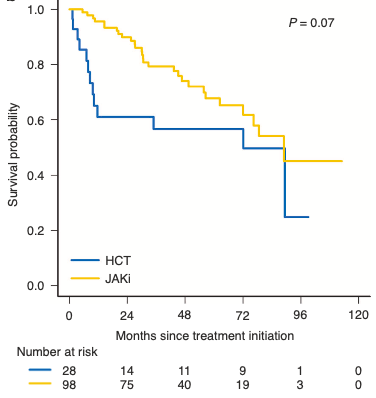 1.0
P = 0.07
0.8
0.6
0.4
0.2
0.0
Survival probability
HCT
JAKi
0 24 48 72 96 120
Months since treatment initiation
Number at risk
28 14 11 9 1 0
98 75 40 19 3 0